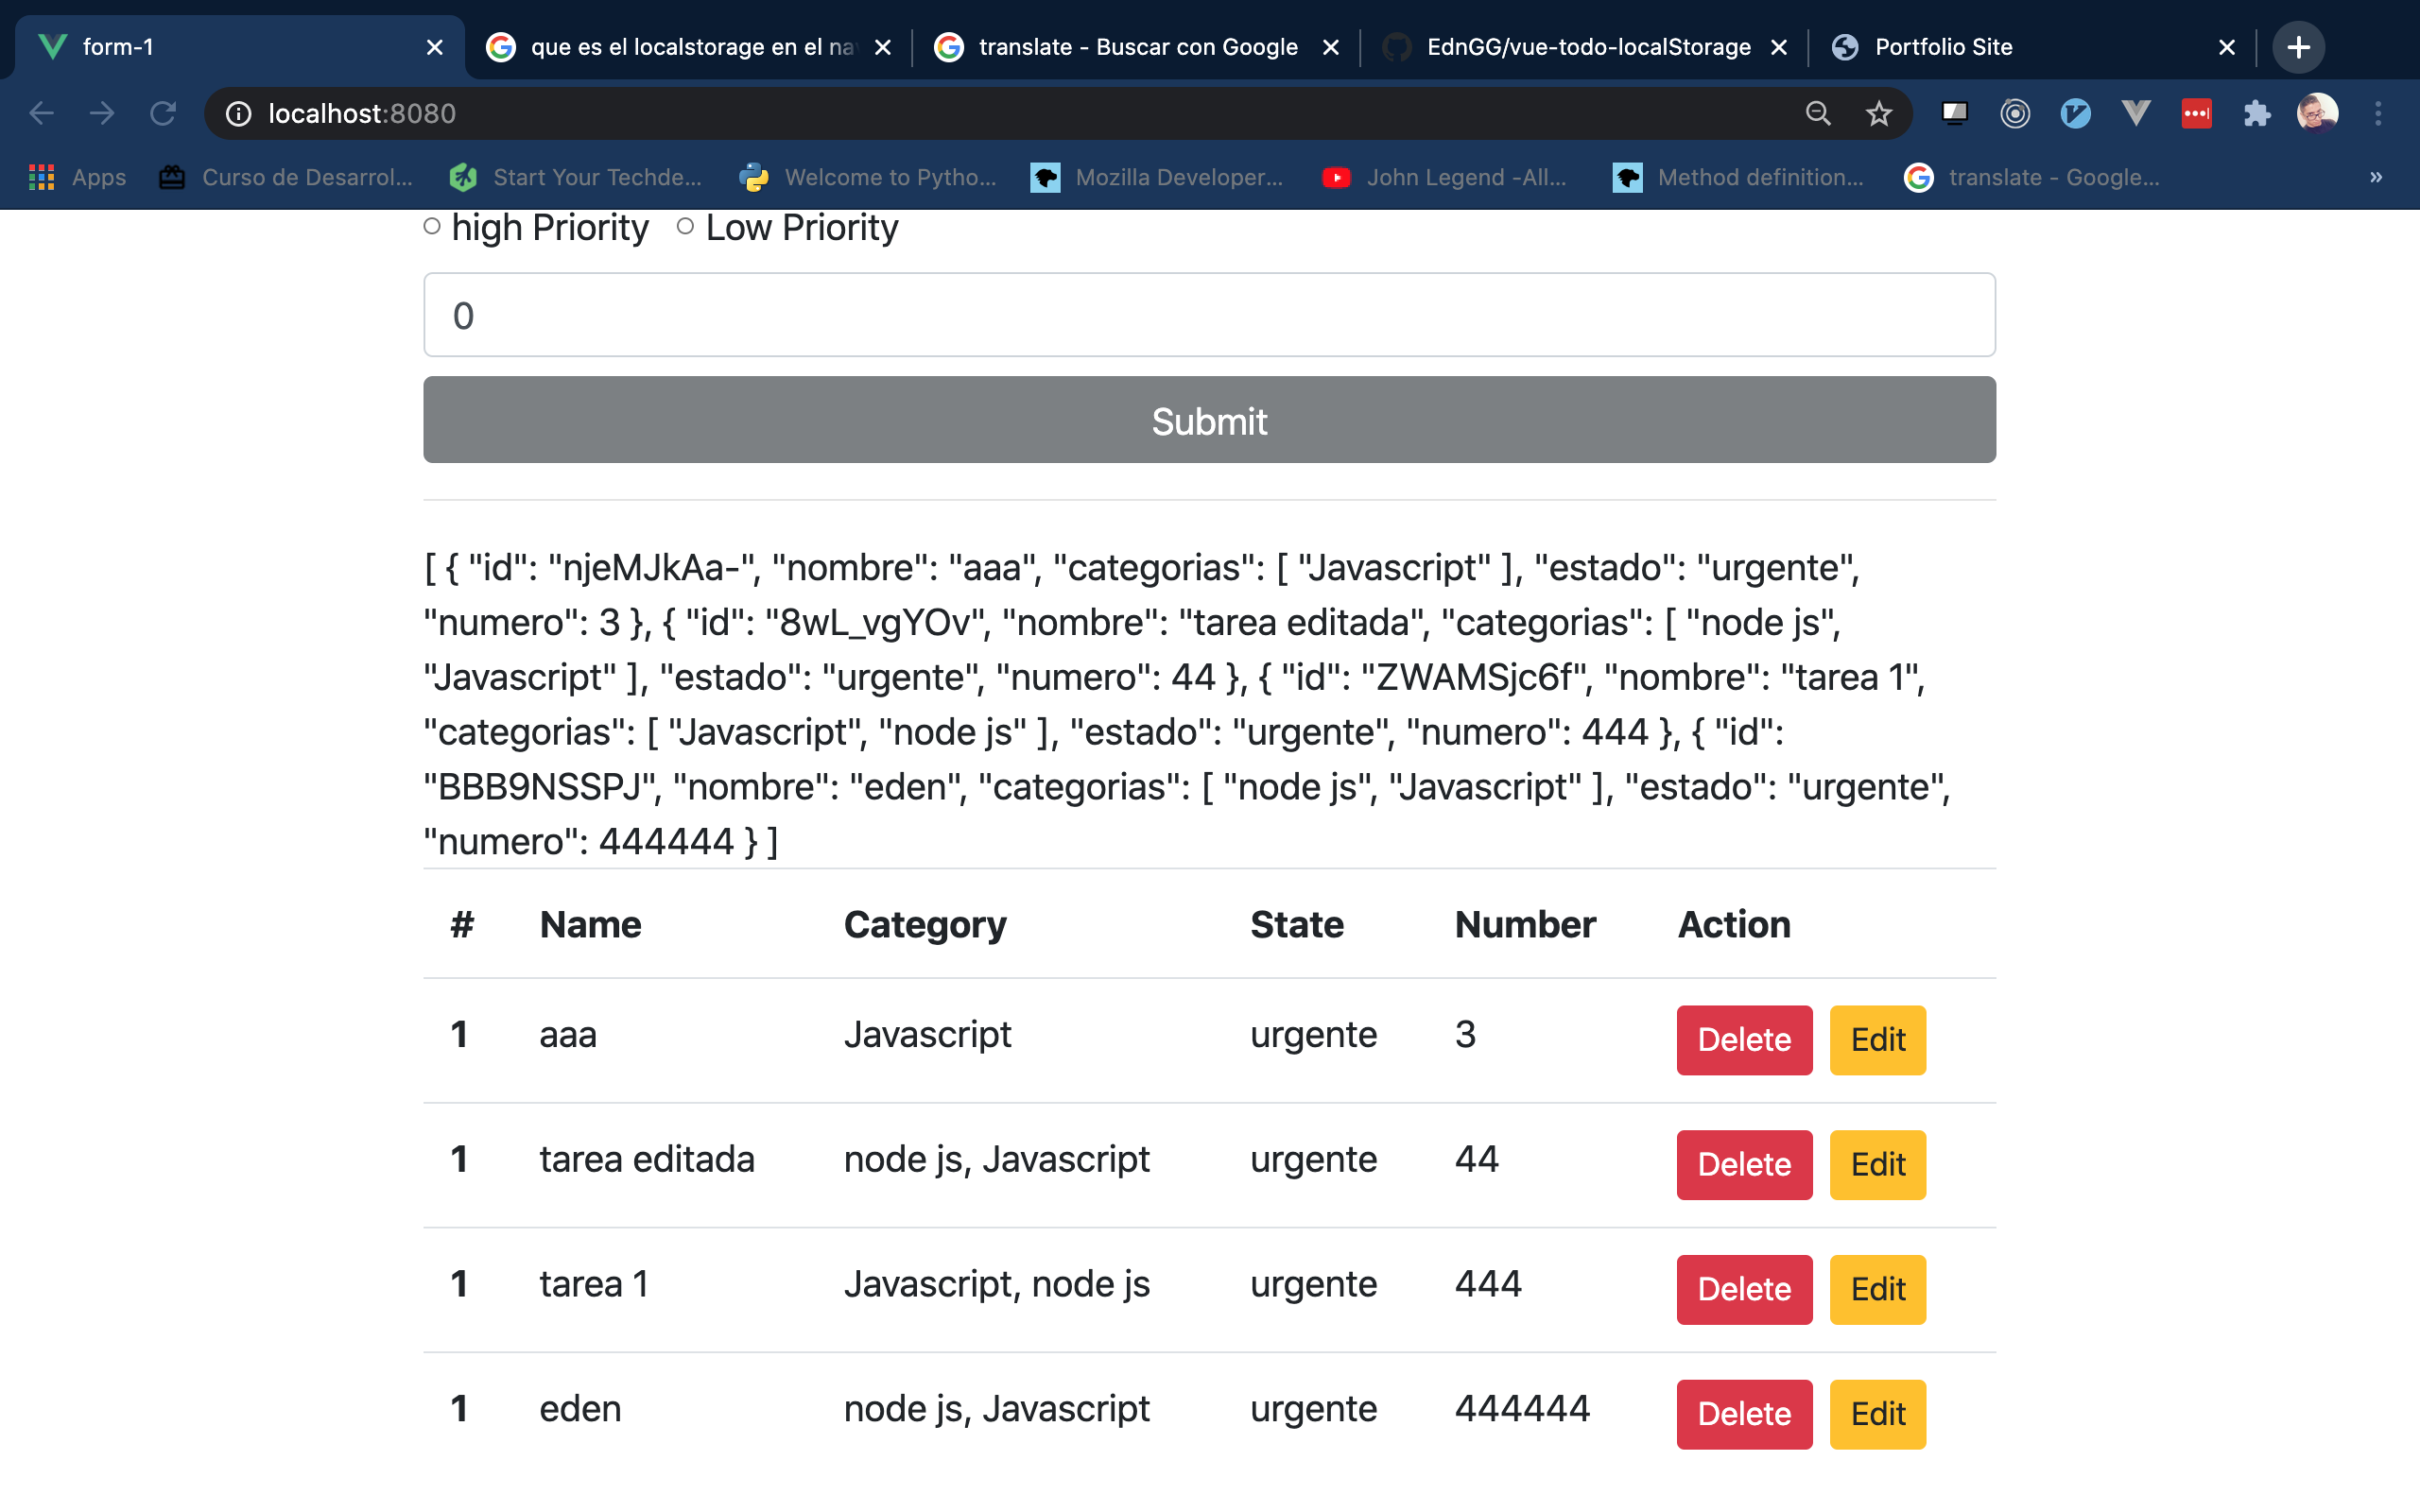 form-1
que es el localstorage en el na
translate - Buscar con Google
EdnGG/vue-todo-localStorage
Portfolio Site
localhost:8080
Apps
Curso de Desarrol...
Start Your Techde...
Welcome to Pytho...
Mozilla Developer...
John Legend -All...
Method definition...
translate - Google...
»
high Priority Low Priority
0
Submit
[ { "id": "njeMJkAa-", "nombre": "aaa", "categorias": [ "Javascript" ], "estado": "urgente",
"numero": 3 }, { "id": "8wL_vgYOv", "nombre": "tarea editada", "categorias": [ "node js",
"Javascript" ], "estado": "urgente", "numero": 44 }, { "id": "ZWAMSjc6f", "nombre": "tarea 1",
"categorias": [ "Javascript", "node js" ], "estado": "urgente", "numero": 444 }, { "id":
"BBB9NSSPJ", "nombre": "eden", "categorias": [ "node js", "Javascript" ], "estado": "urgente",
"numero": 444444 } ]
# Name Category State Number Action
1 aaa Javascript urgente 3 Delete Edit
1 tarea editada node js, Javascript urgente 44 Delete Edit
1 tarea 1 Javascript, node js urgente 444 Delete Edit
1 eden node js, Javascript urgente 444444 Delete Edit